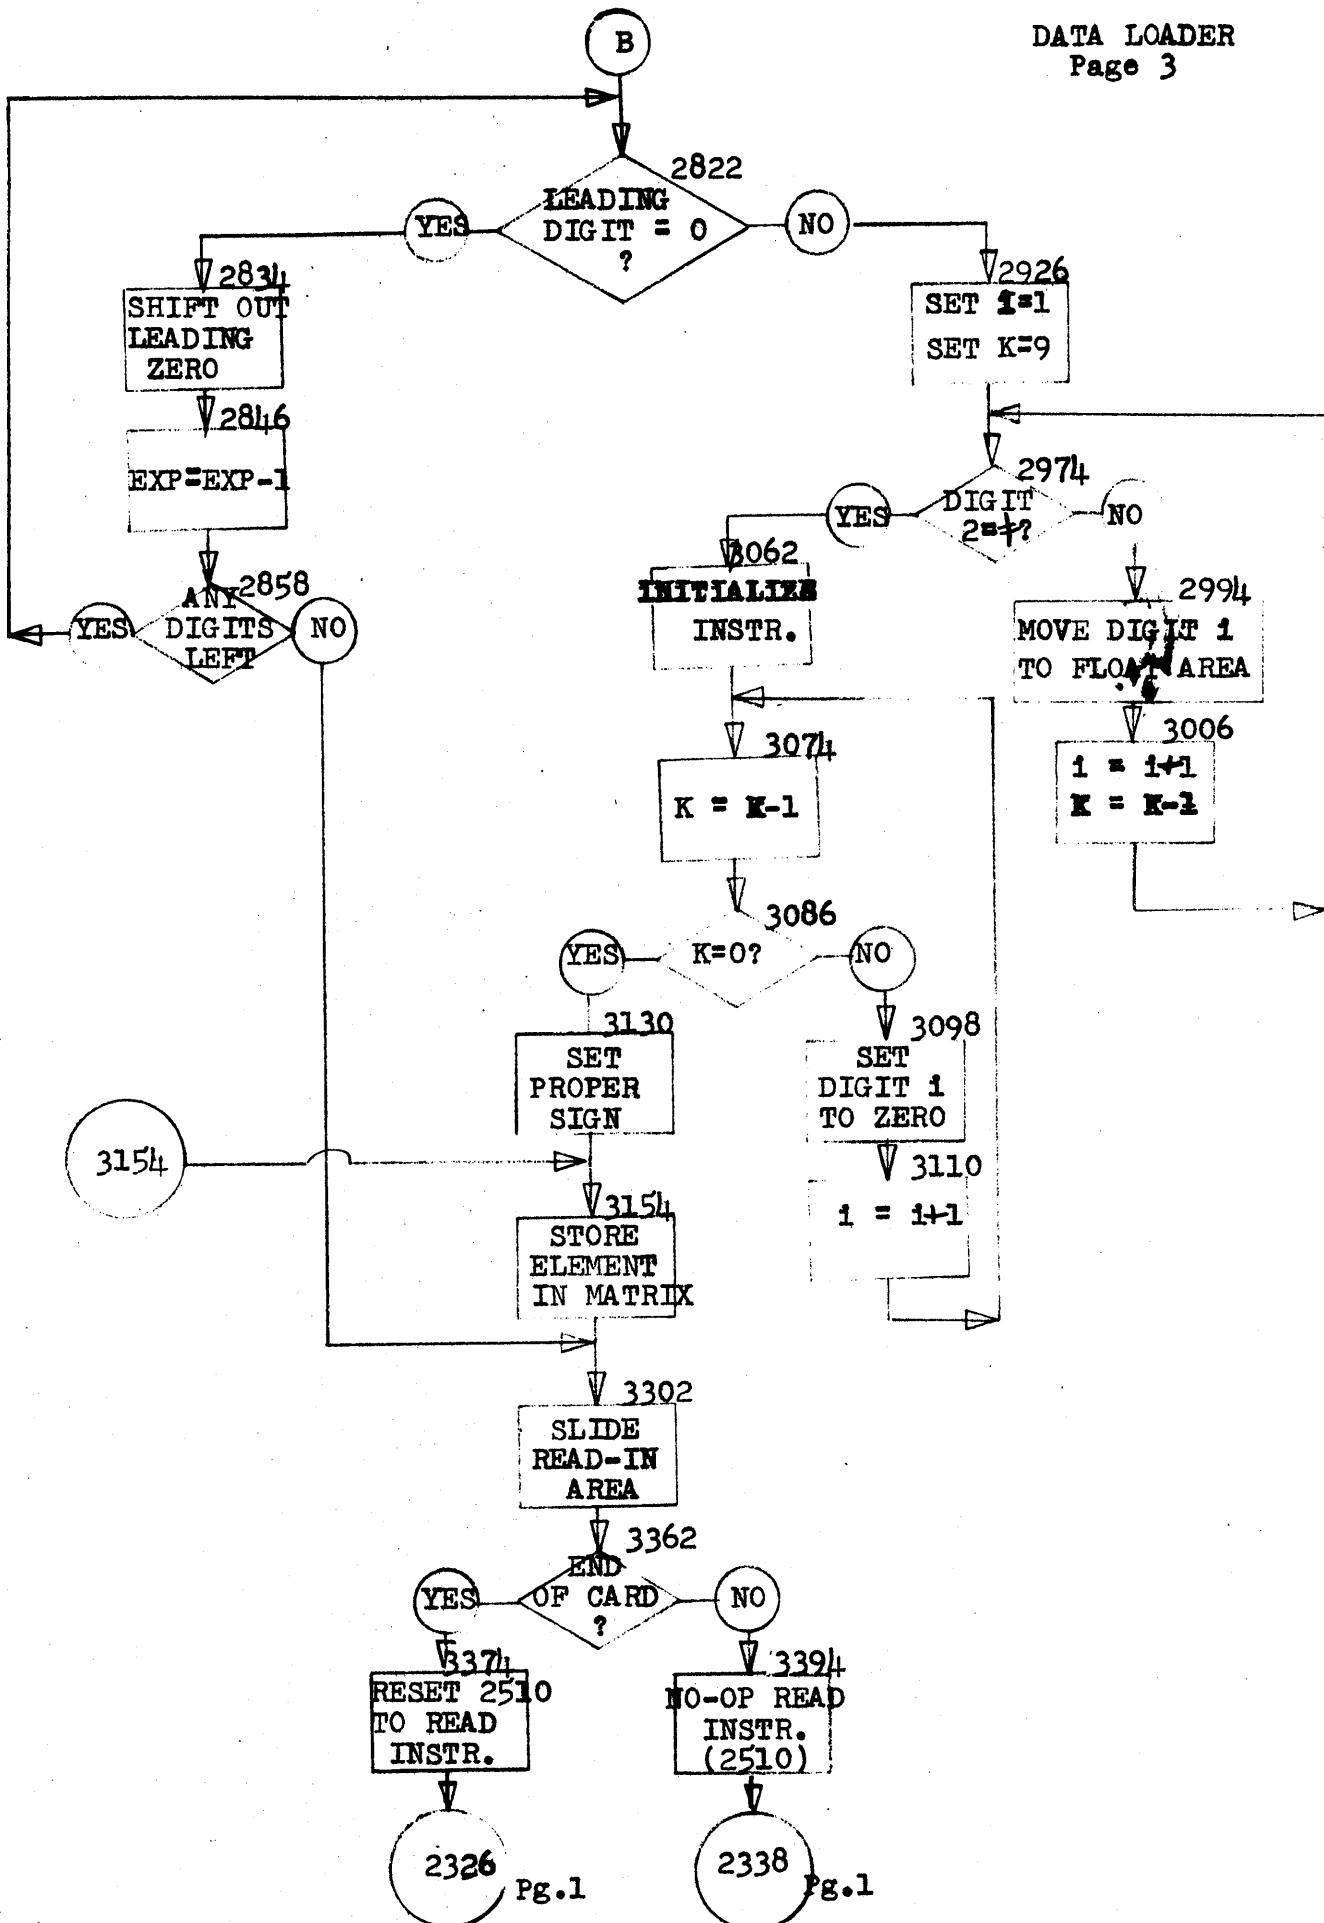 DATA LOADER
Page 3
B
2822
LEADING
DIGIT = 0
?
YES
NO
2834
SHIFT OUT
LEADING
ZERO
2846
EXP=EXP-1
2858
ANY
DIGITS
LEFT
YES
NO
2926
SET i=1
SET K=9
2974
DIGIT
2=‡?
YES
NO
3062
INITIALIZE
INSTR.
2994
MOVE DIGIT i
TO FLOAT AREA
3006
i = i+1
K = K-1
3074
K = K-1
3086
K=0?
YES
NO
3130
SET
PROPER
SIGN
3098
SET
DIGIT i
TO ZERO
3110
i = i+1
3154
3154
STORE
ELEMENT
IN MATRIX
3302
SLIDE
READ-IN
AREA
3362
END
OF CARD
?
YES
NO
3374
RESET 2510
TO READ
INSTR.
3394
NO-OP READ
INSTR.
(2510)
2326
Pg.1
2338
Pg.1